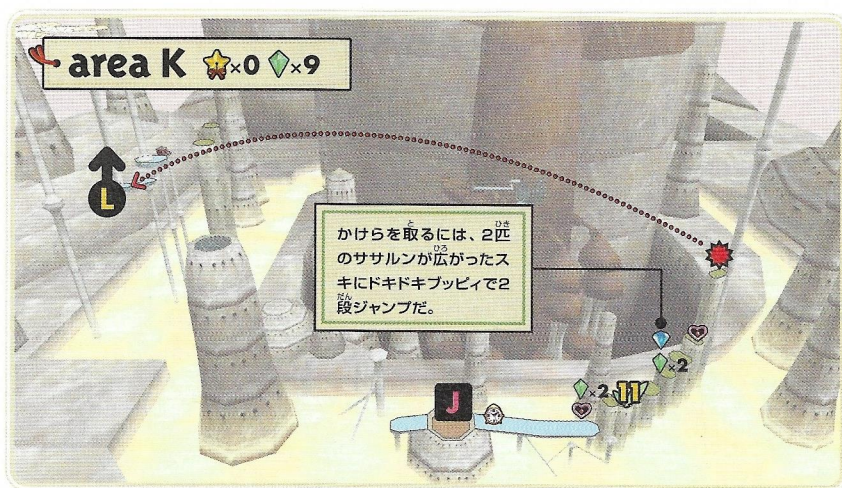 area K ×0 ×9
L
かけらを取るには、2匹
のササルンが広がったス
キにドキドキブッピィで2
段ジャンプだ。
×2
×2 11
J